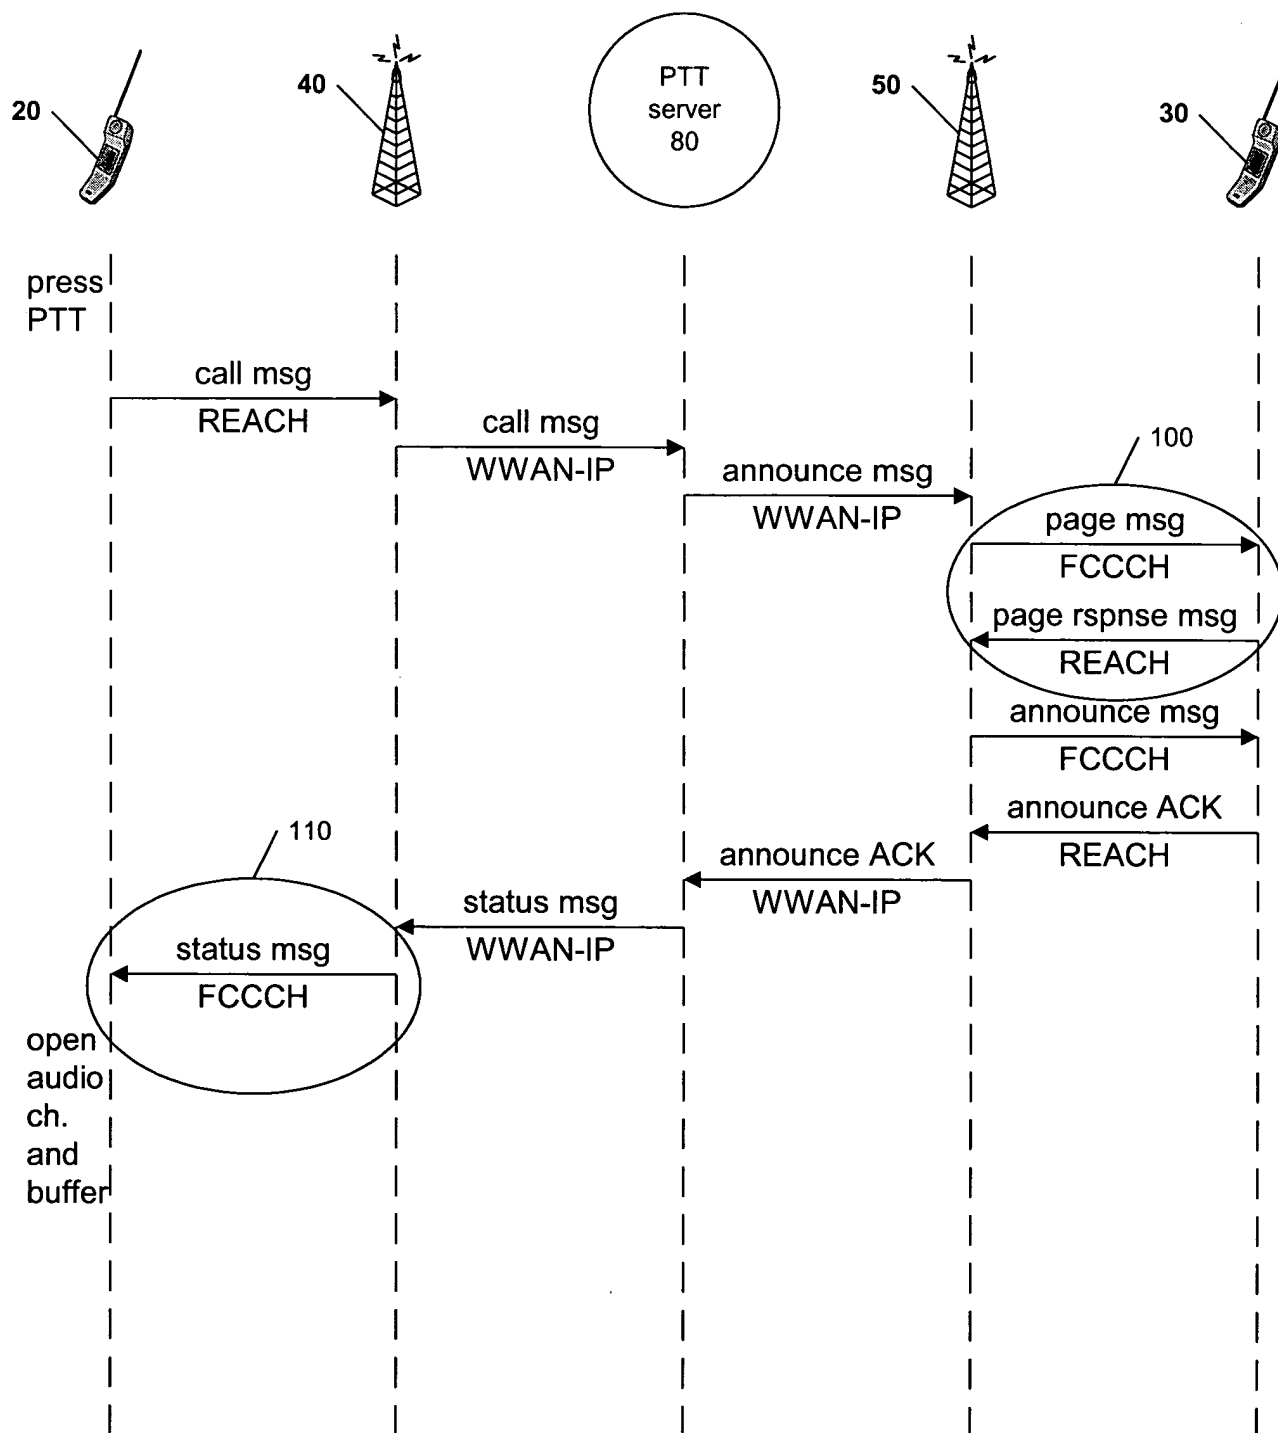 20
40
PTT
server
80
50
30
press
PTT
call msg
REACH
call msg
WWAN-IP
announce msg
WWAN-IP
100
page msg
FCCCH
page rspnse msg
REACH
announce msg
FCCCH
announce ACK
REACH
announce ACK
WWAN-IP
status msg
WWAN-IP
110
status msg
FCCCH
open
audio
ch.
and
buffer